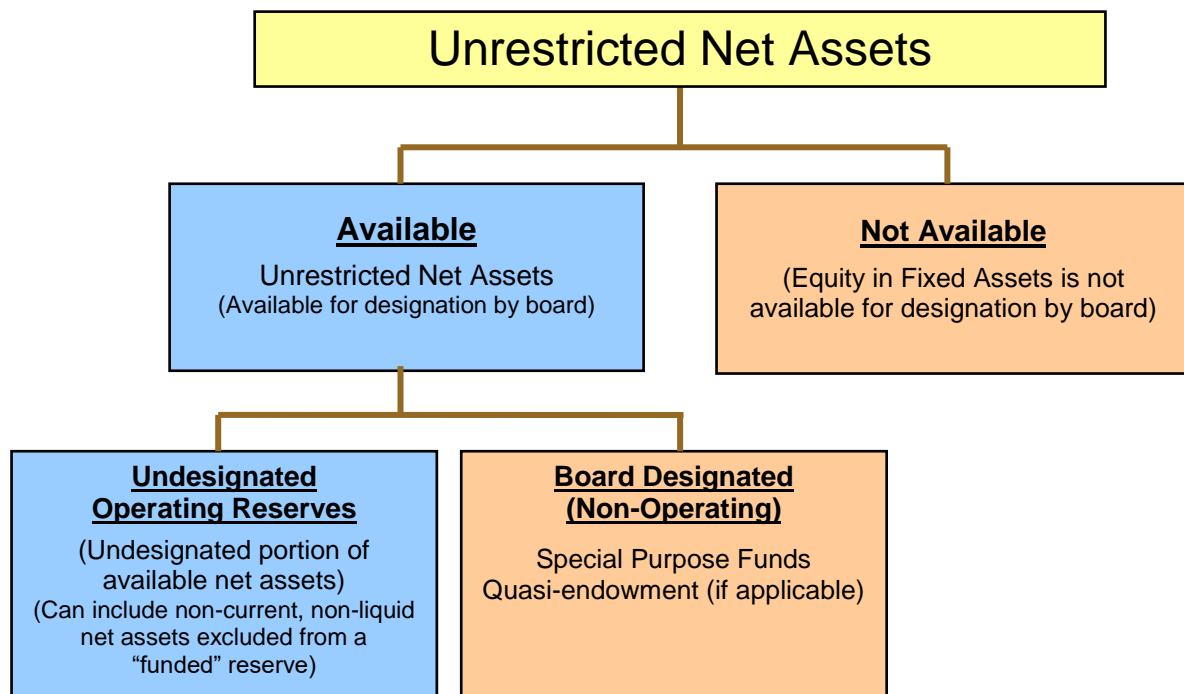 Unrestricted Net Assets
Available
Unrestricted Net Assets
(Available for designation by board)
Not Available
(Equity in Fixed Assets is not
available for designation by board)
Undesignated
Operating Reserves
(Undesignated portion of
available net assets)
(Can include non-current, non-liquid
net assets excluded from a
“funded” reserve)
Board Designated
(Non-Operating)
Special Purpose Funds
Quasi-endowment (if applicable)